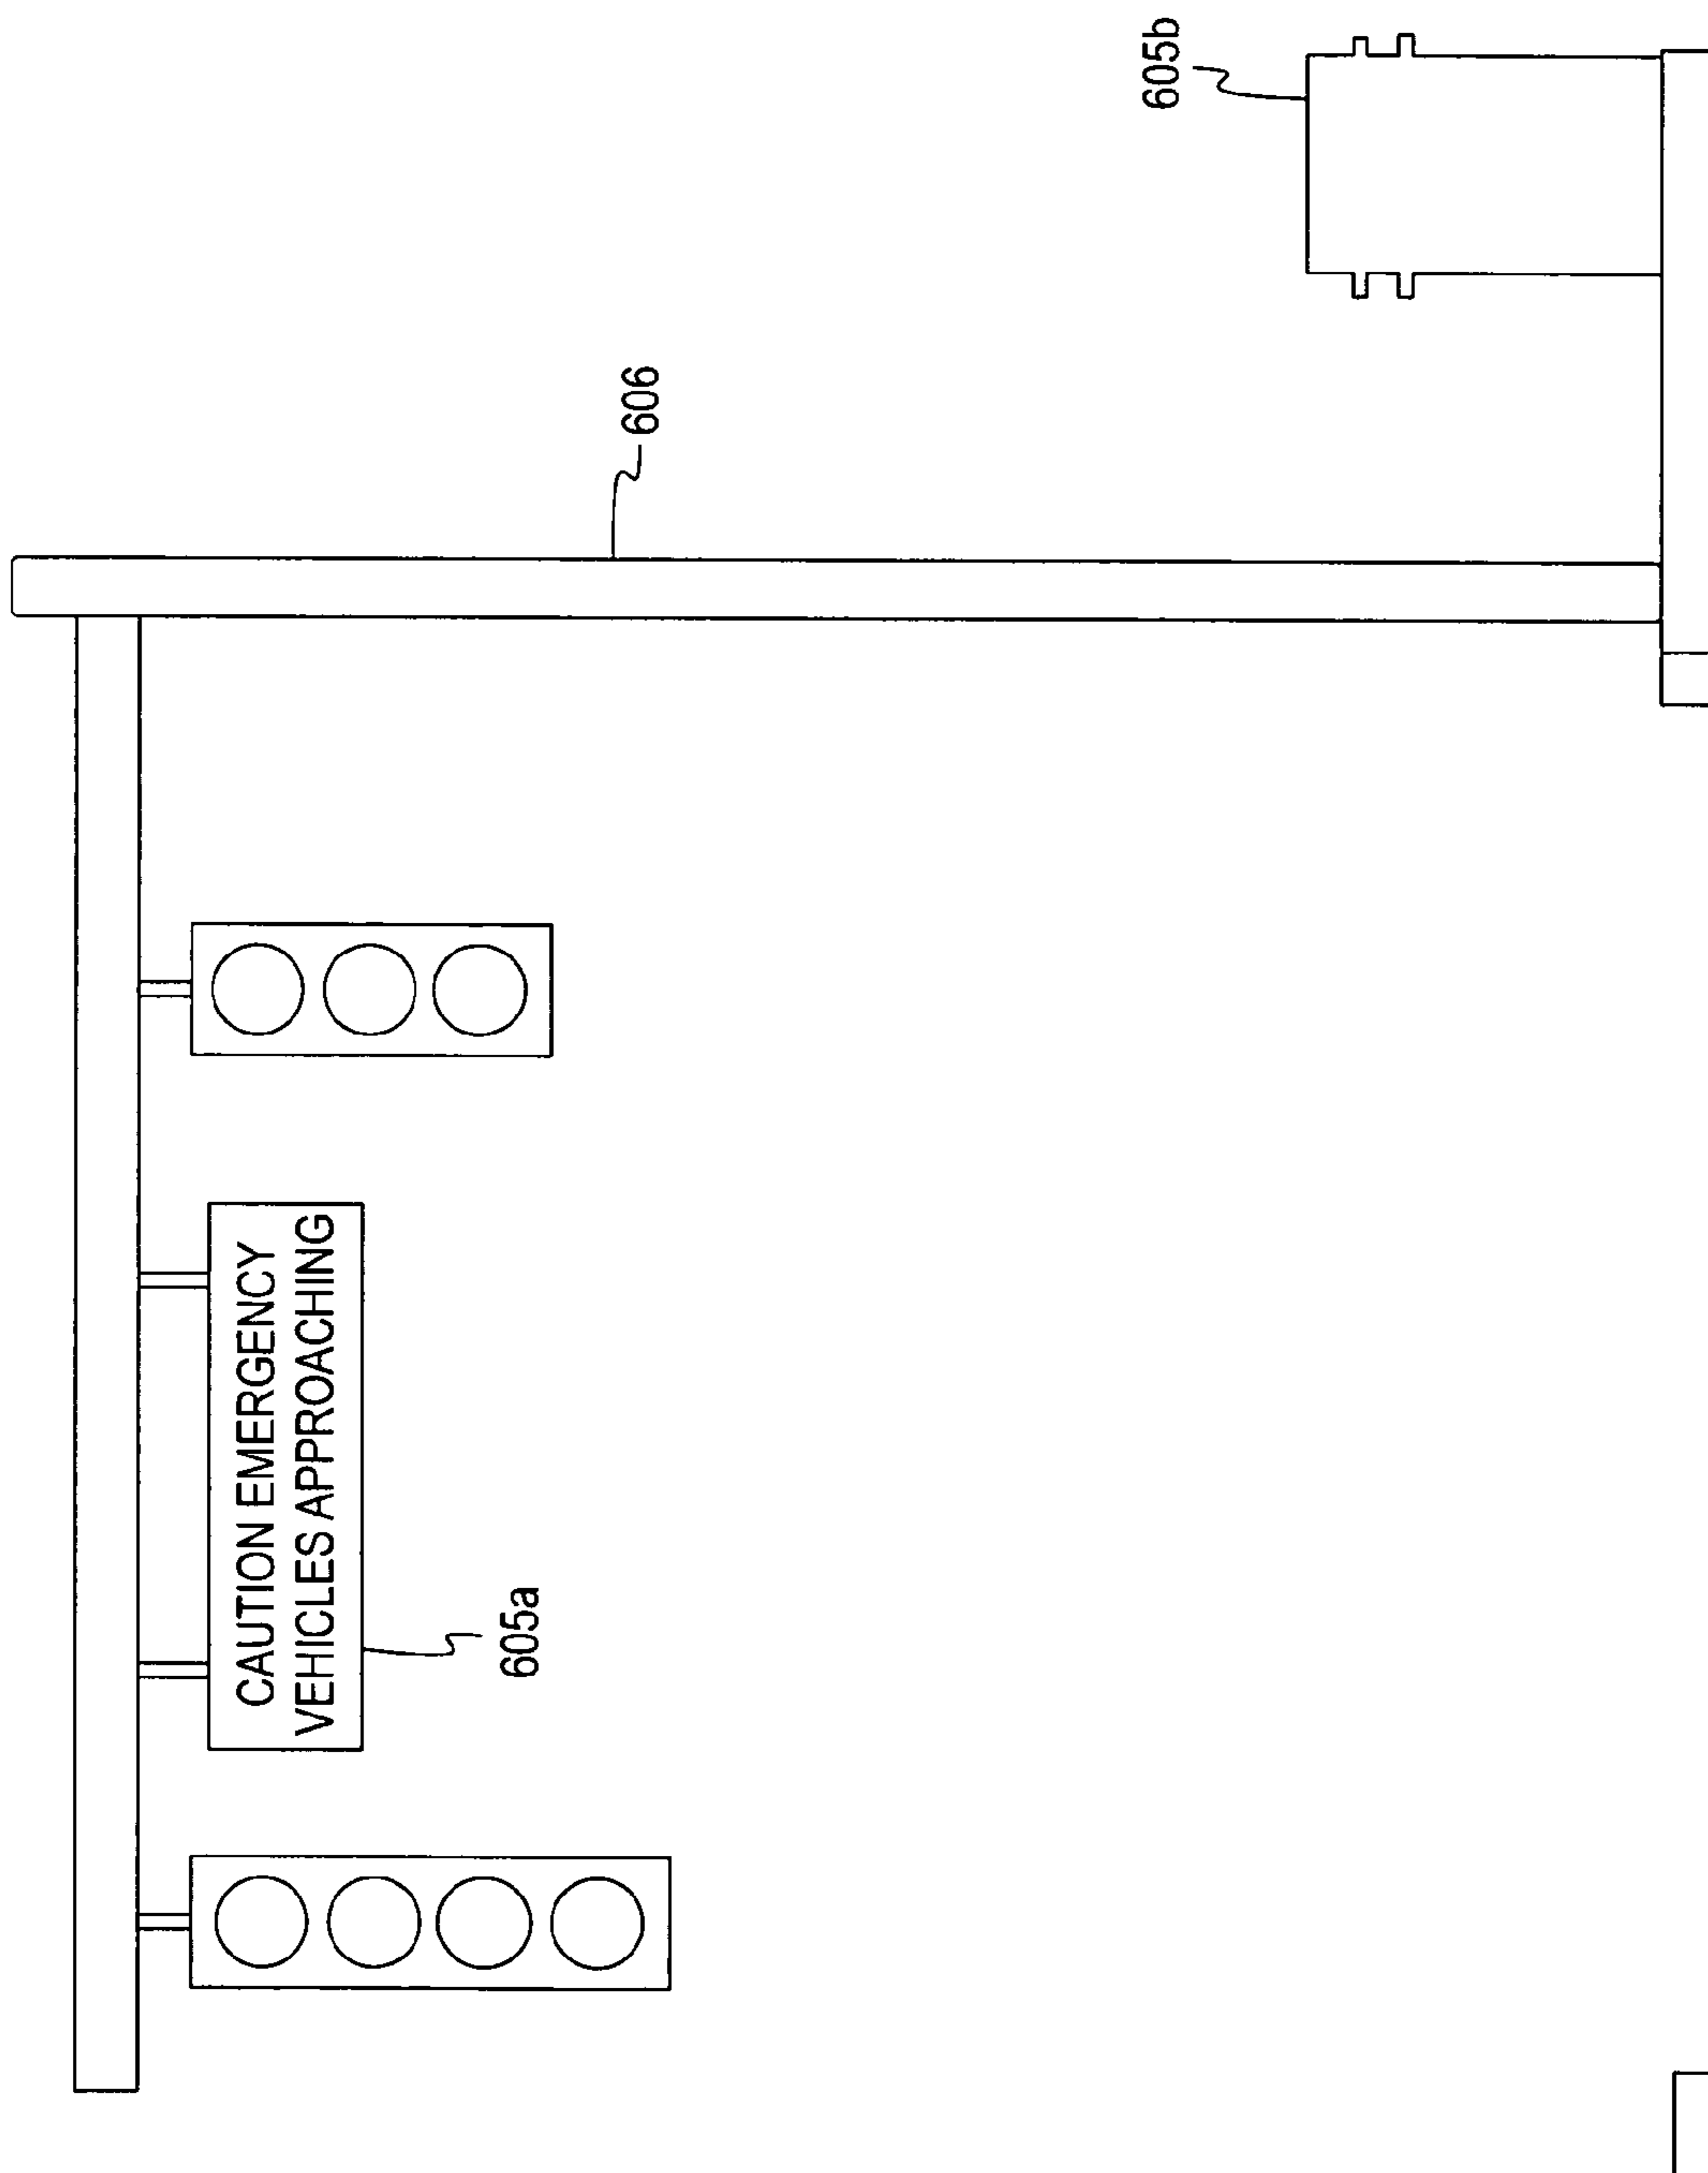 CAUTION EMERGENCY
VEHICLES APPROACHING
605a
606
605b